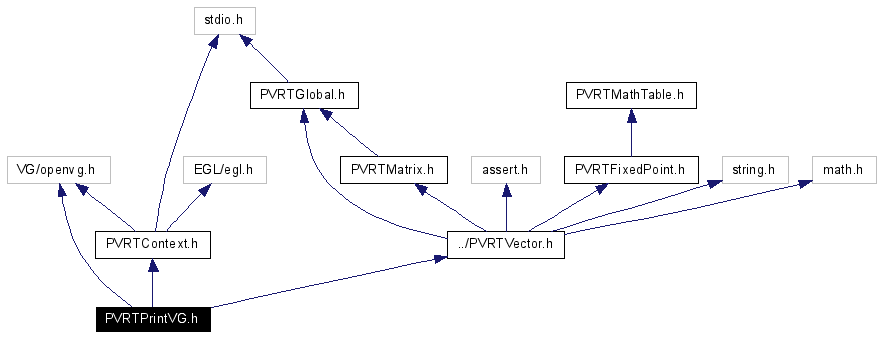 stdio.h
PVRTGlobal.h
PVRTMathTable.h
VG/openvg.h
EGL/egl.h
PVRTMatrix.h
assert.h
PVRTFixedPoint.h
string.h
math.h
PVRTContext.h
../PVRTVector.h
PVRTPrintVG.h